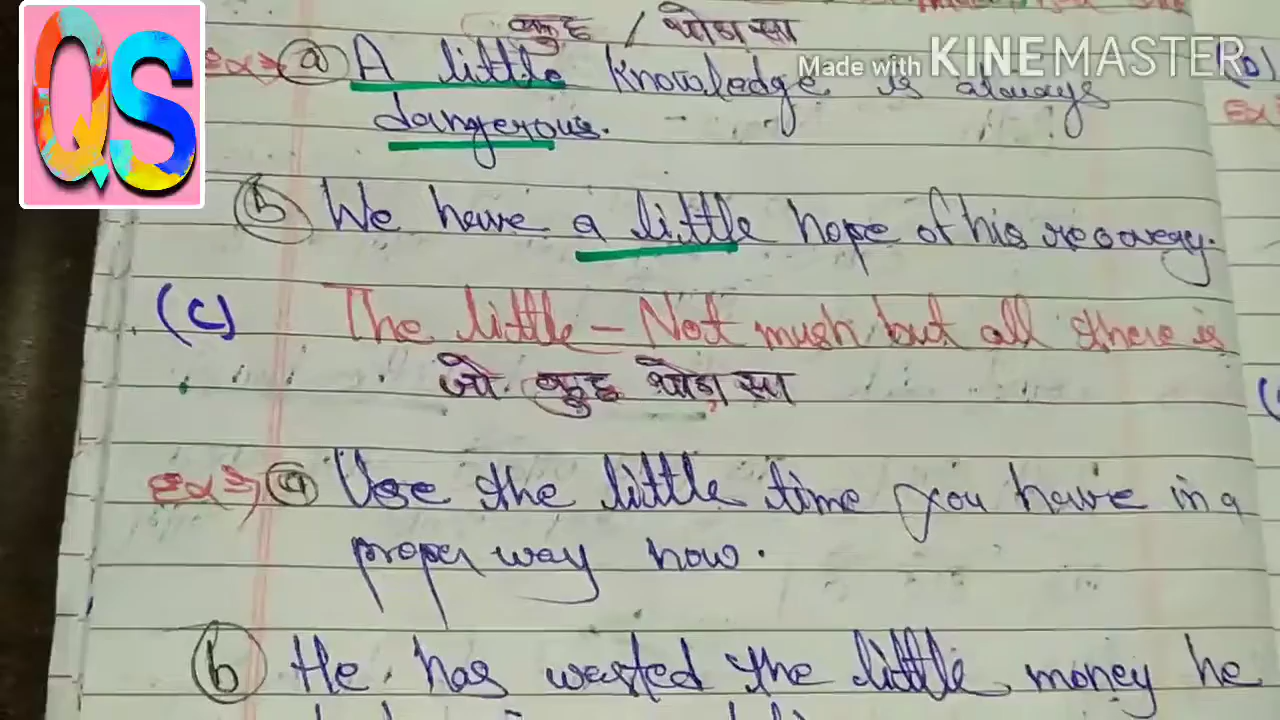 QS
Made with KINEMASTER
कुछ / थोडा सा
Ex⇒ (a) A little knowledge is always
dangerous.
(b) We have a little hope of his recovery.
(C) The little - Not mush but all there is
जो कुछ थोडा सा
Ex⇒ (a) Use the little time you have in a
proper way now.
(b) He has wasted the little money he
(b)
Ex